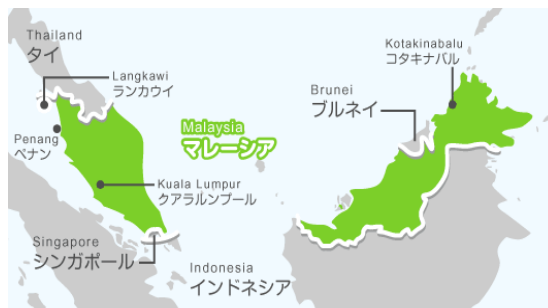 Thailand
タイ
Langkawi
ランカウイ
Penang
ペナン
Malaysia
マレーシア
Kuala Lumpur
クアラルンプール
Singapore
シンガポール
Indonesia
インドネシア
Brunei
ブルネイ
Kotakinabalu
コタキナバル